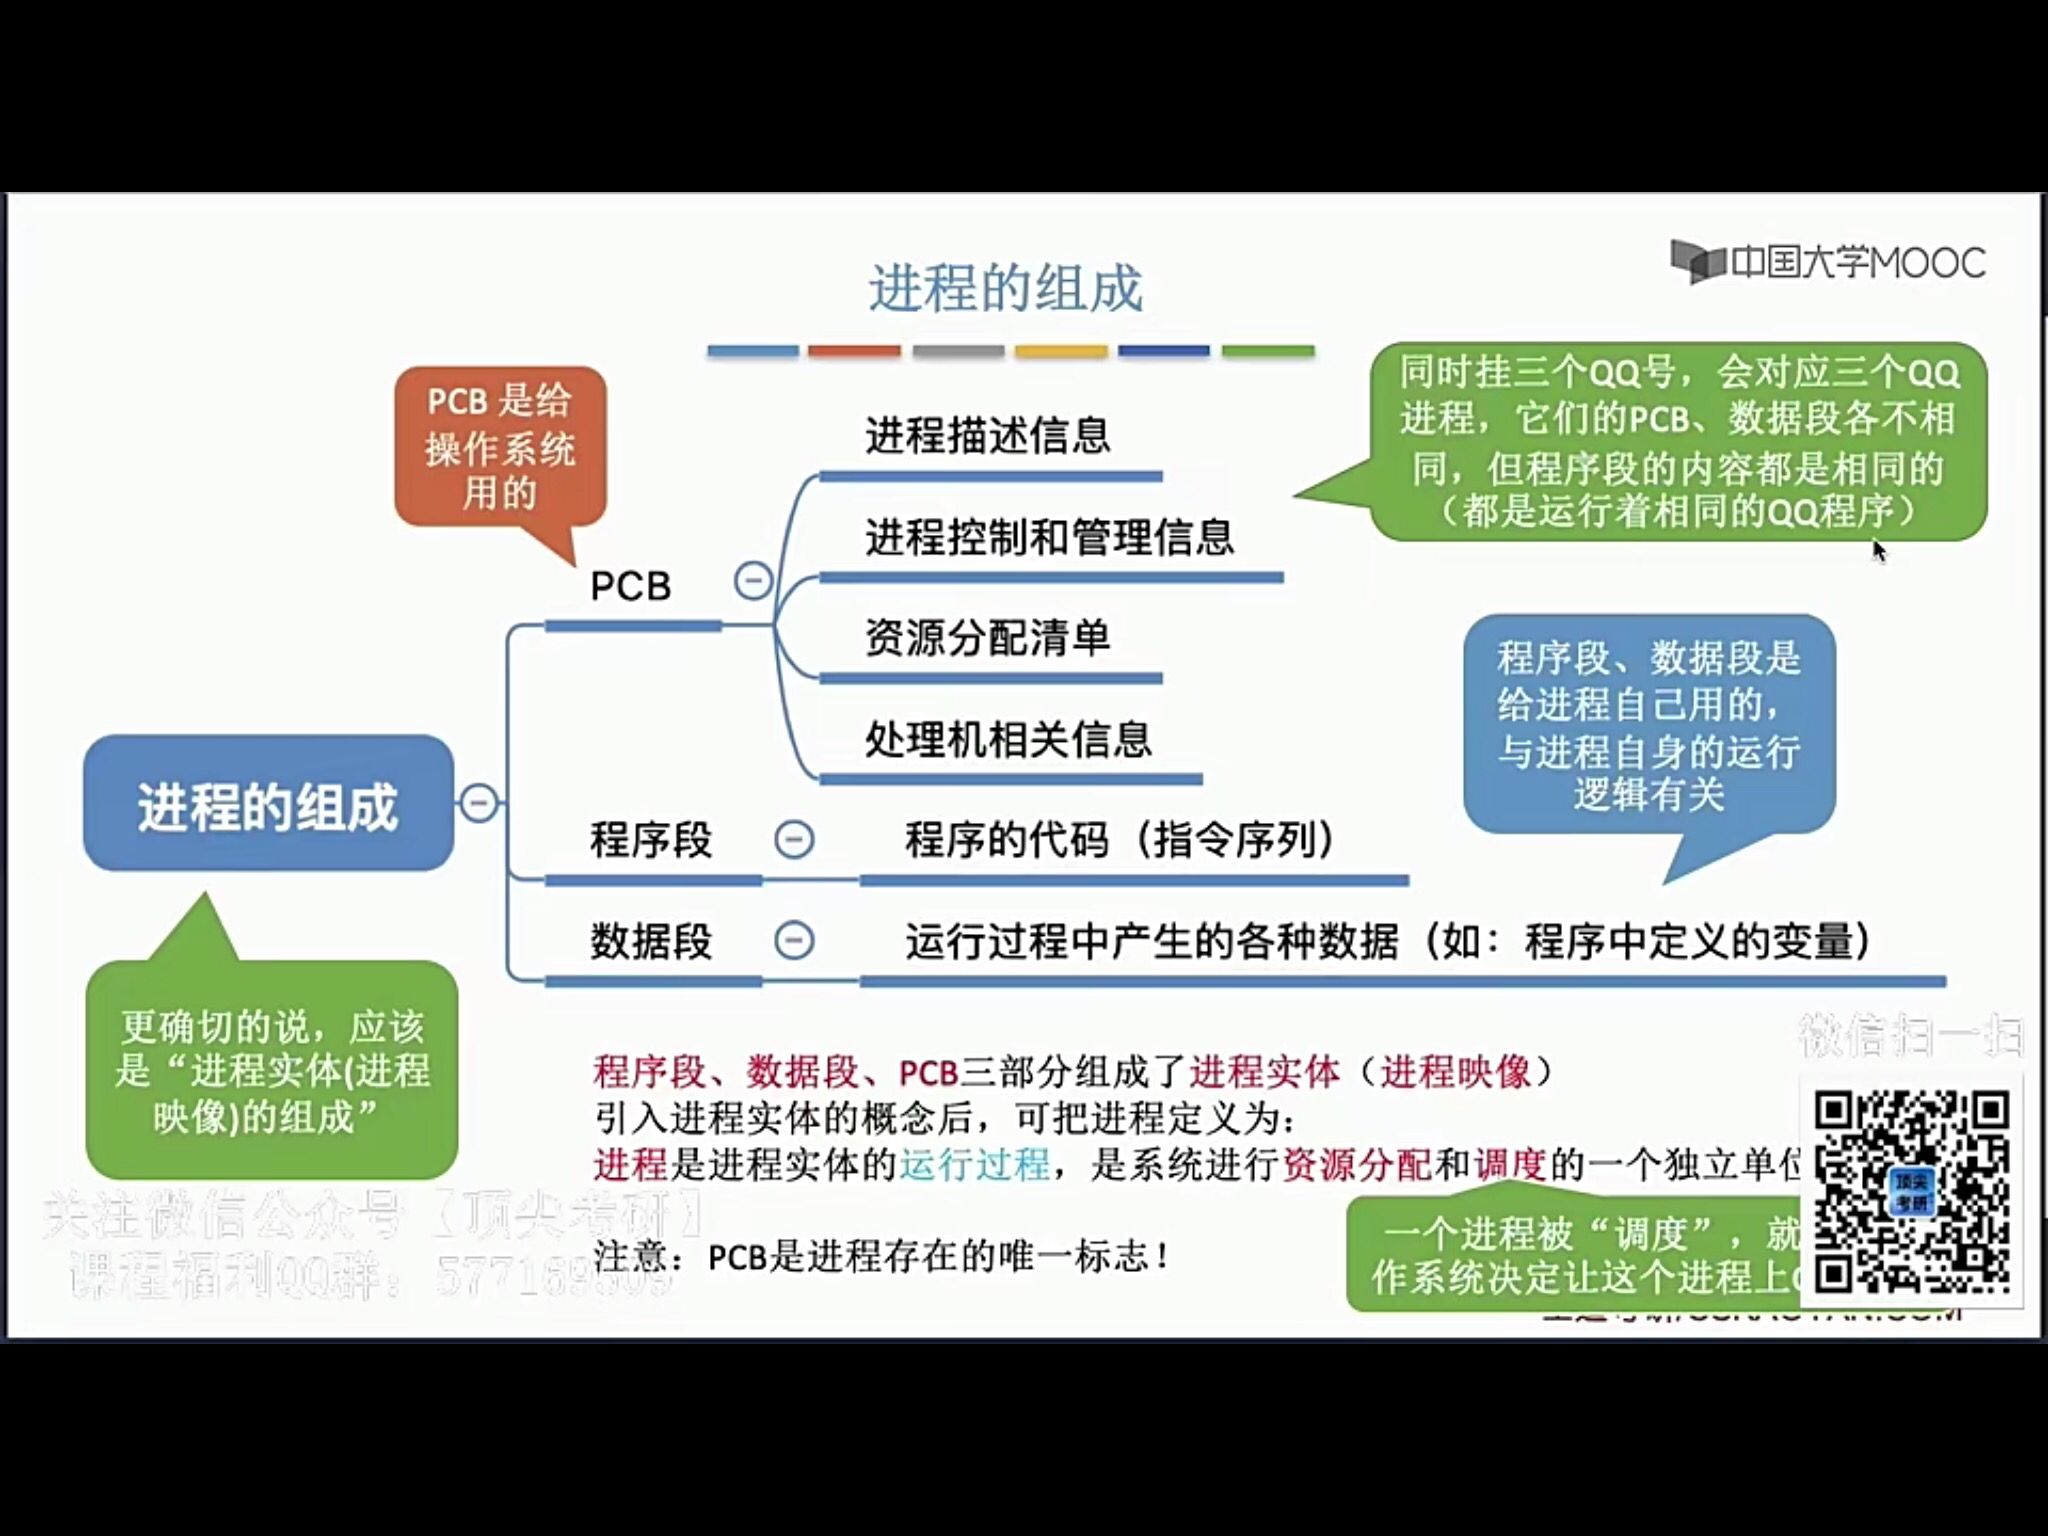 中国大学MOOC
进程的组成
PCB 是给
操作系统
用的
同时挂三个QQ号，会对应三个QQ
进程，它们的PCB、数据段各不相
同，但程序段的内容都是相同的
（都是运行着相同的QQ程序）
进程描述信息
进程控制和管理信息
PCB
资源分配清单
处理机相关信息
程序段、数据段是
给进程自己用的，
与进程自身的运行
逻辑有关
进程的组成
程序段
程序的代码（指令序列）
数据段
运行过程中产生的各种数据（如：程序中定义的变量）
更确切的说，应该
是“进程实体(进程
映像)的组成”
程序段、数据段、PCB三部分组成了进程实体（进程映像）
引入进程实体的概念后，可把进程定义为：
进程是进程实体的运行过程，是系统进行资源分配和调度的一个独立单位
注意：PCB是进程存在的唯一标志！
一个进程被“调度”，就
作系统决定让这个进程上
微信扫一扫
顶尖
考研
关注微信公众号【顶尖考研】
课程福利QQ群：577169509